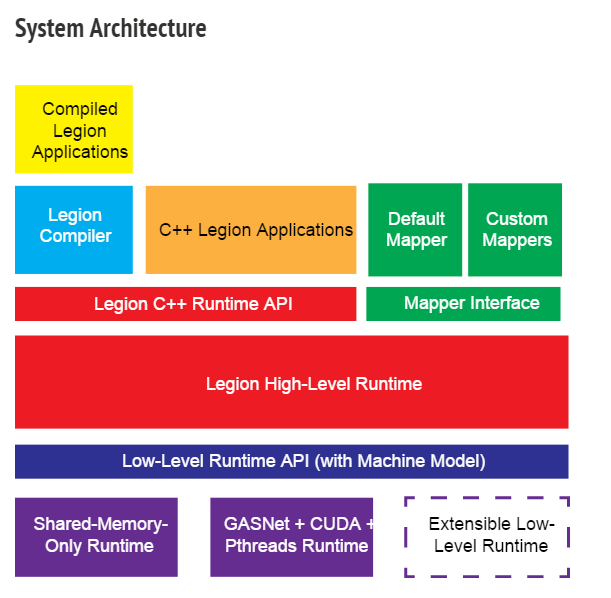 System Architecture
Compiled
Legion
Applications
Legion
Compiler
C++ Legion Applications
Default
Mapper
Custom
Mappers
Legion C++ Runtime API
Mapper Interface
Legion High-Level Runtime
Low-Level Runtime API (with Machine Model)
Shared-Memory-
Only Runtime
GASNet + CUDA +
Pthreads Runtime
Extensible Low-
Level Runtime